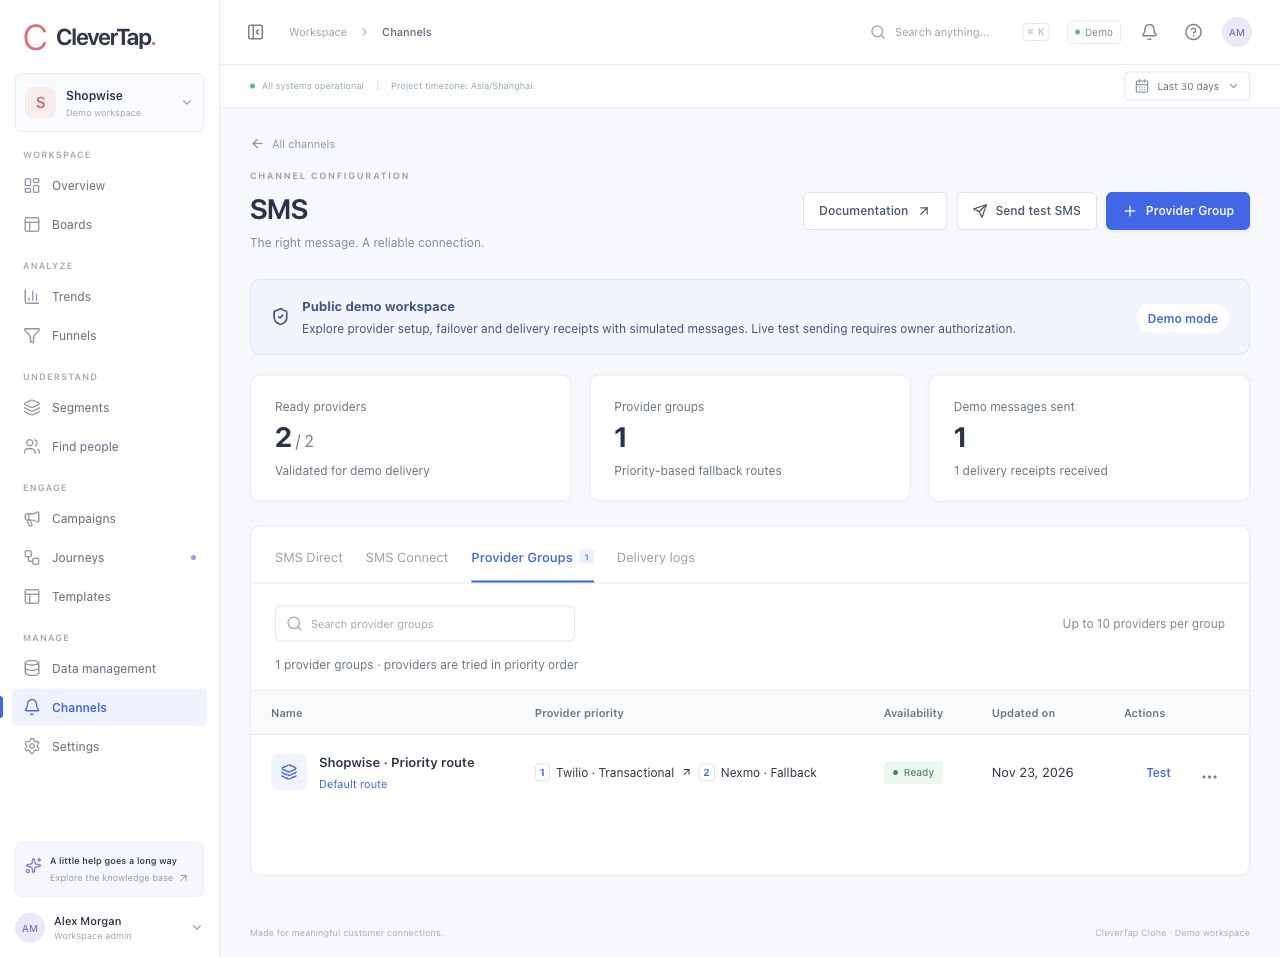 CleverTap.
S
Shopwise
Demo workspace
WORKSPACE
Overview
Boards
ANALYZE
Trends
Funnels
UNDERSTAND
Segments
Find people
ENGAGE
Campaigns
Journeys
Templates
MANAGE
Data management
Channels
Settings
A little help goes a long way
Explore the knowledge base
AM
Alex Morgan
Workspace admin
Workspace
Channels
Search anything...
⌘ K
Demo
AM
All systems operational
Project timezone: Asia/Shanghai
Last 30 days
All channels
CHANNEL CONFIGURATION
SMS
The right message. A reliable connection.
Documentation
Send test SMS
Provider Group
Public demo workspace
Explore provider setup, failover and delivery receipts with simulated messages. Live test sending requires owner authorization.
Demo mode
Ready providers
2 / 2
Validated for demo delivery
Provider groups
1
Priority-based fallback routes
Demo messages sent
1
1 delivery receipts received
SMS Direct
SMS Connect
Provider Groups 1
Delivery logs
Search provider groups
Up to 10 providers per group
1 provider groups · providers are tried in priority order
Name
Provider priority
Availability
Updated on
Actions
Shopwise · Priority route
Default route
1 Twilio · Transactional
2 Nexmo · Fallback
Ready
Nov 23, 2026
Test
Made for meaningful customer connections.
CleverTap Clone · Demo workspace